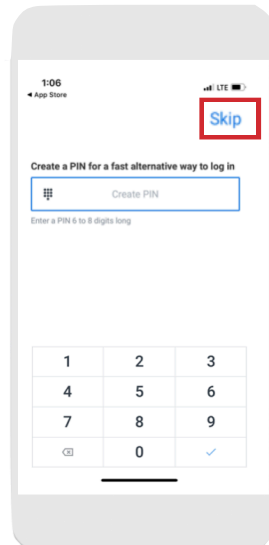 1:06
LTE
◄ App Store
Skip
Create a PIN for a fast alternative way to log in
Create PIN
Enter a PIN 6 to 8 digits long
1 2 3
4 5 6
7 8 9
0